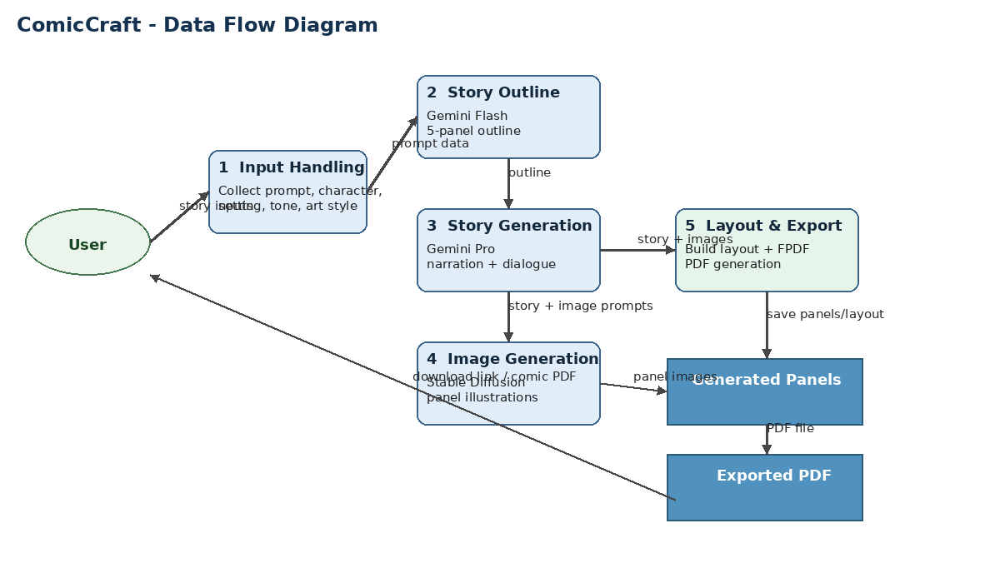 ComicCraft - Data Flow Diagram
User
story inputs
1 Input Handling
Collect prompt, character,
setting, tone, art style
prompt data
2 Story Outline
Gemini Flash
5-panel outline
outline
3 Story Generation
Gemini Pro
narration + dialogue
story + images
5 Layout & Export
Build layout + FPDF
PDF generation
story + image prompts
save panels/layout
4 Image Generation
Stable Diffusion
panel illustrations
download link / comic PDF
panel images
Generated Panels
PDF file
Exported PDF